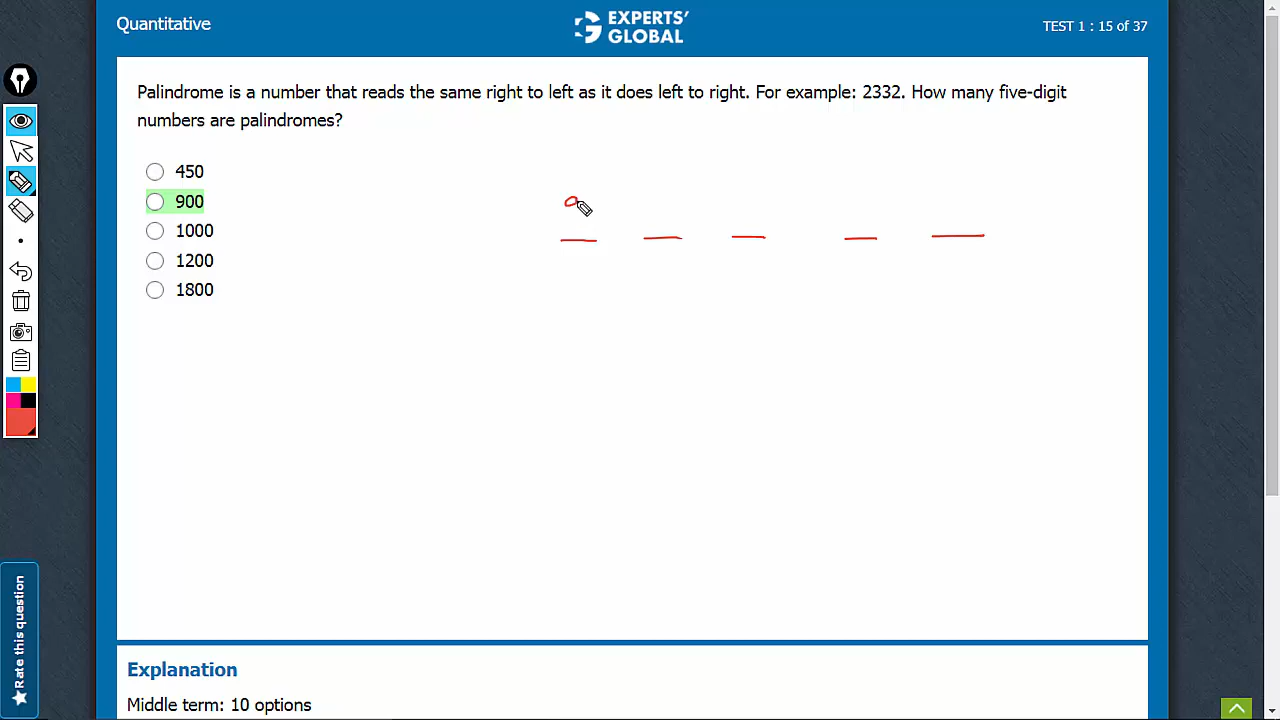 Quantitative
EXPERTS'
GLOBAL
TEST 1 : 15 of 37
Palindrome is a number that reads the same right to left as it does left to right. For example: 2332. How many five-digit
numbers are palindromes?
450
900
1000
1200
1800
Rate this question
Explanation
Middle term: 10 options